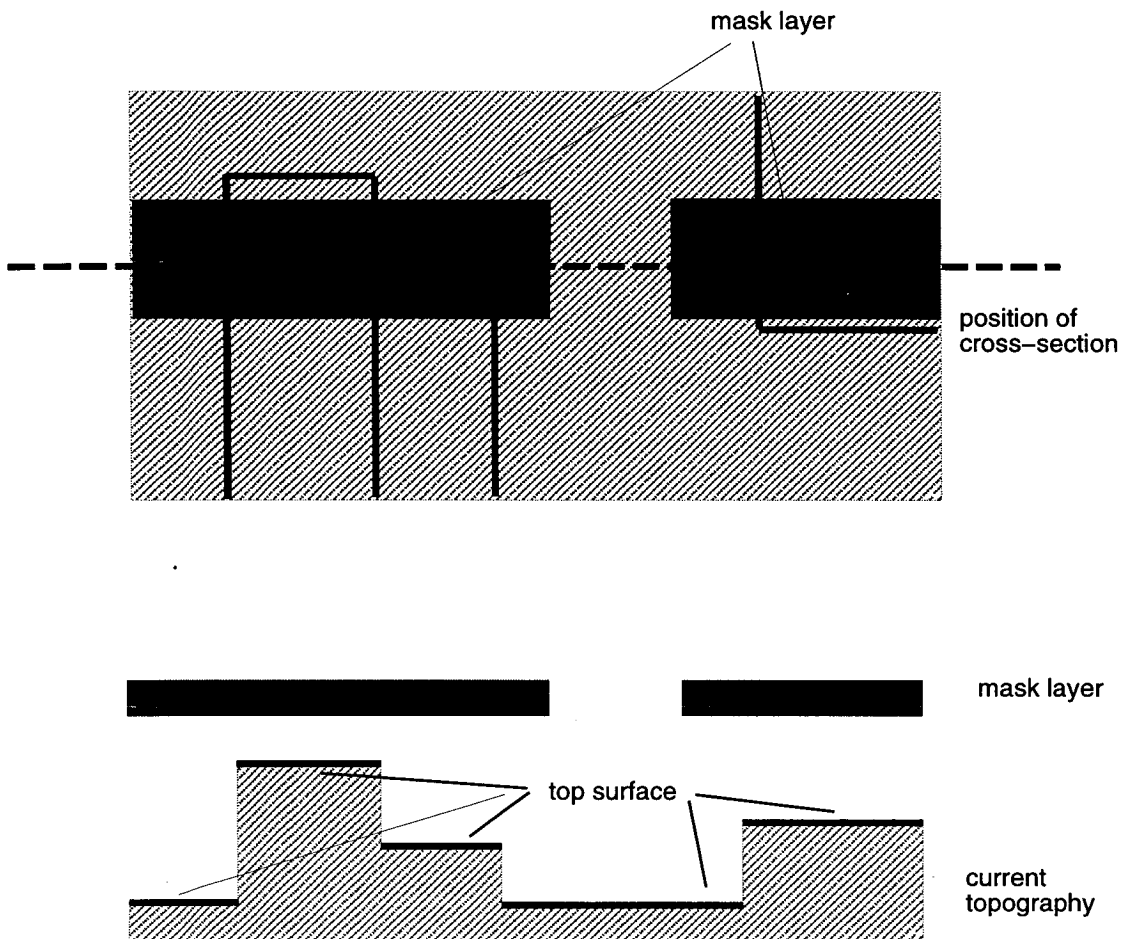 mask layer
position of
cross–section
mask layer
top surface
current
topography